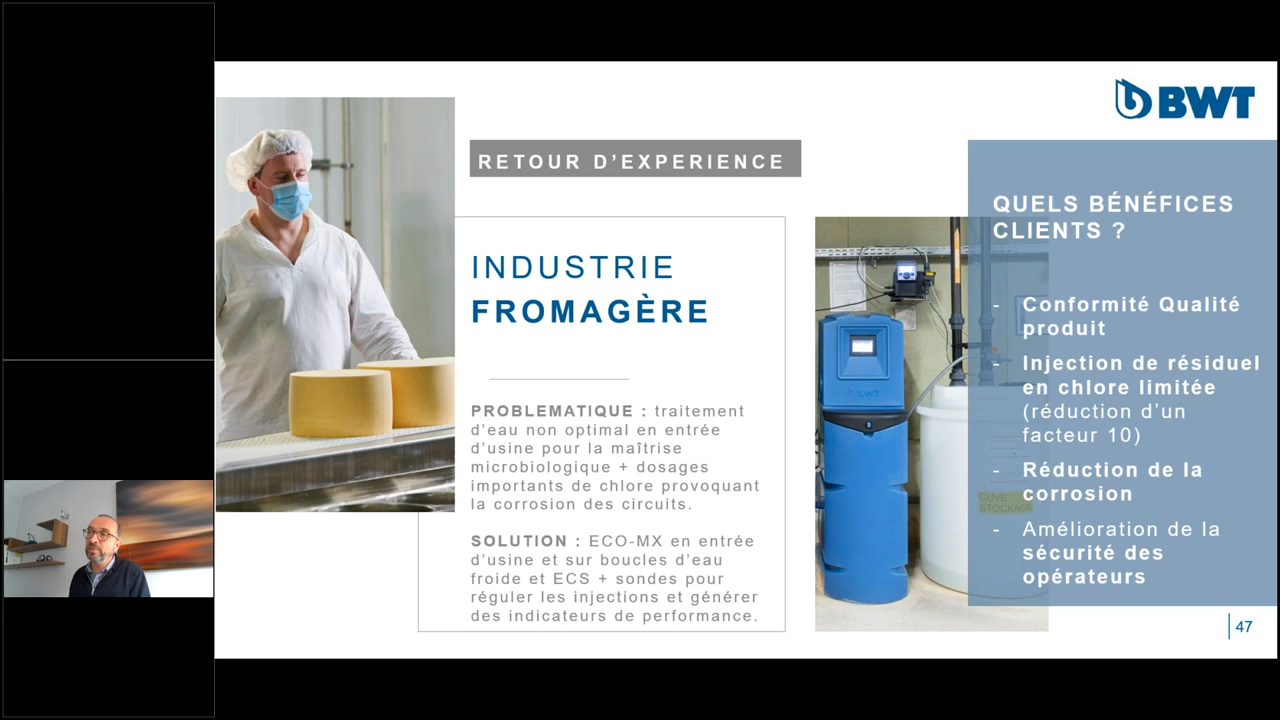 BWT
RETOUR D’EXPERIENCE
INDUSTRIE
FROMAGÈRE
PROBLEMATIQUE : traitement
d’eau non optimal en entrée
d’usine pour la maîtrise
microbiologique + dosages
importants de chlore provoquant
la corrosion des circuits.
SOLUTION : ECO-MX en entrée
d’usine et sur boucles d’eau
froide et ECS + sondes pour
réguler les injections et générer
des indicateurs de performance.
BWT
CUVE
STOCKAGE
QUELS BÉNÉFICES
CLIENTS ?
- Conformité Qualité
produit
- Injection de résiduel
en chlore limitée
(réduction d’un
facteur 10)
- Réduction de la
corrosion
- Amélioration de la
sécurité des
opérateurs
47